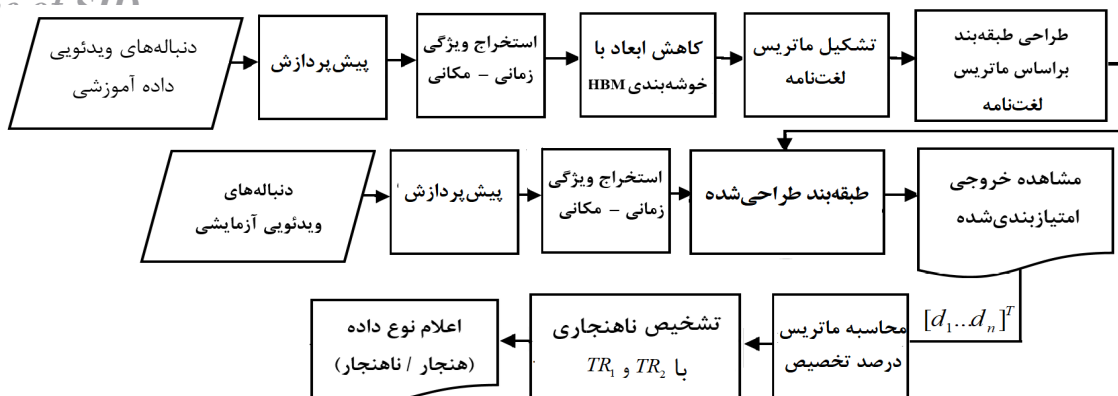 دنباله‌های ویدئویی
داده آموزشی
پیش‌پردازش
استخراج ویژگی
زمانی – مکانی
کاهش ابعاد با
خوشه‌بندی HBM
تشکیل ماتریس
لغت‌نامه
طراحی طبقه‌بند
براساس ماتریس
لغت‌نامه
دنباله‌های
ویدئویی آزمایشی
پیش‌پردازش
استخراج ویژگی
زمانی – مکانی
طبقه‌بند طراحی‌شده
مشاهده خروجی
امتیازبندی‌شده
[d₁...dₙ]ᵀ
محاسبه ماتریس
درصد تخصیص
تشخیص ناهنجاری
با TR₁ و TR₂
اعلام نوع داده
(هنجار / ناهنجار)